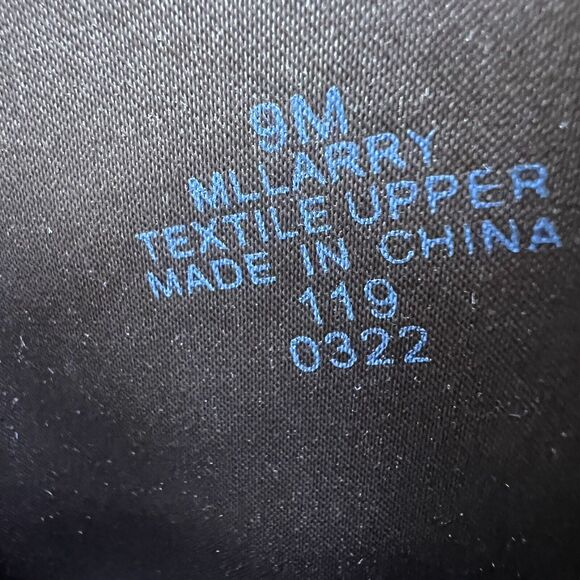 9M
MLLARRY
TEXTILE UPPER
MADE IN CHINA
119
0322